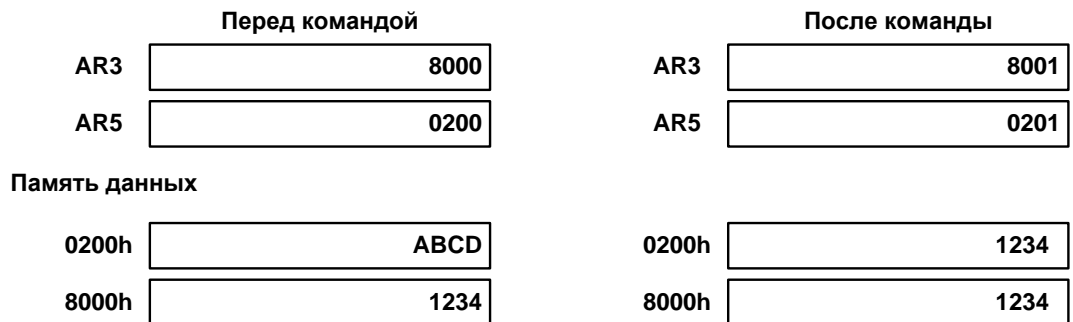 Перед командой После команды
AR3 8000 AR3 8001
AR5 0200 AR5 0201
Память данных
0200h ABCD 0200h 1234
8000h 1234 8000h 1234